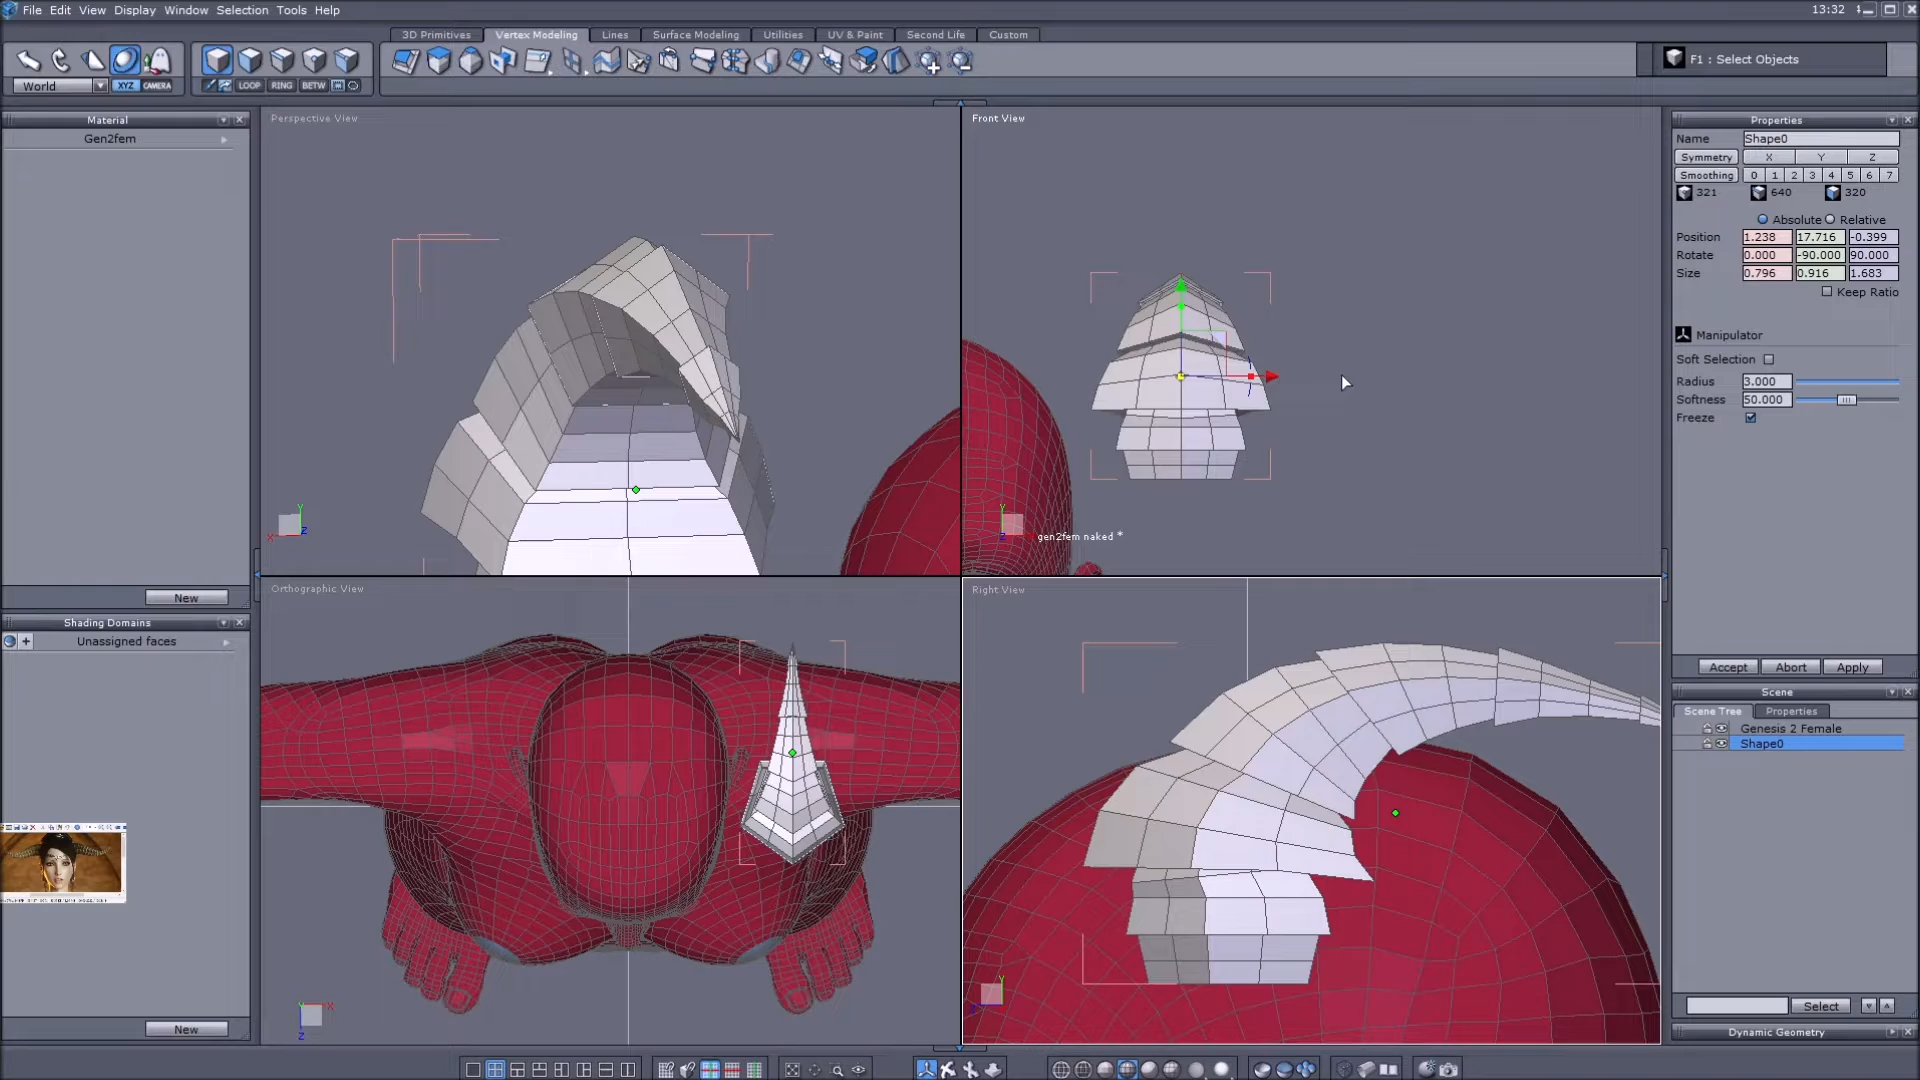 File Edit View Display Window Selection Tools Help
13:32
3D Primitives Vertex Modeling Lines Surface Modeling Utilities UV & Paint Second Life Custom
F1 : Select Objects
World XYZ CAMERA LOOP RING BETW
Material
Gen2fem
New
Shading Domains
Unassigned faces
New
Perspective View
Front View
gen2fem naked *
Orthographic View
Right View
Properties
Name Shape0
Symmetry X Y Z
Smoothing 0 1 2 3 4 5 6 7
321 640 320
Absolute Relative
Position 1.238 17.716 -0.399
Rotate 0.000 -90.000 90.000
Size 0.796 0.916 1.683
Keep Ratio
Manipulator
Soft Selection
Radius 3.000
Softness 50.000
Freeze
Accept Abort Apply
Scene
Scene Tree Properties
Genesis 2 Female
Shape0
Select
Dynamic Geometry